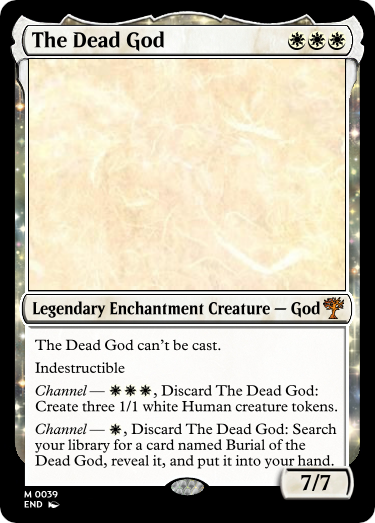 The Dead God
Legendary Enchantment Creature — God
The Dead God can't be cast.
Indestructible
Channel — , Discard The Dead God:
Create three 1/1 white Human creature tokens.
Channel — , Discard The Dead God: Search
your library for a card named Burial of the
Dead God, reveal it, and put it into your hand.
7/7
M 0039
END